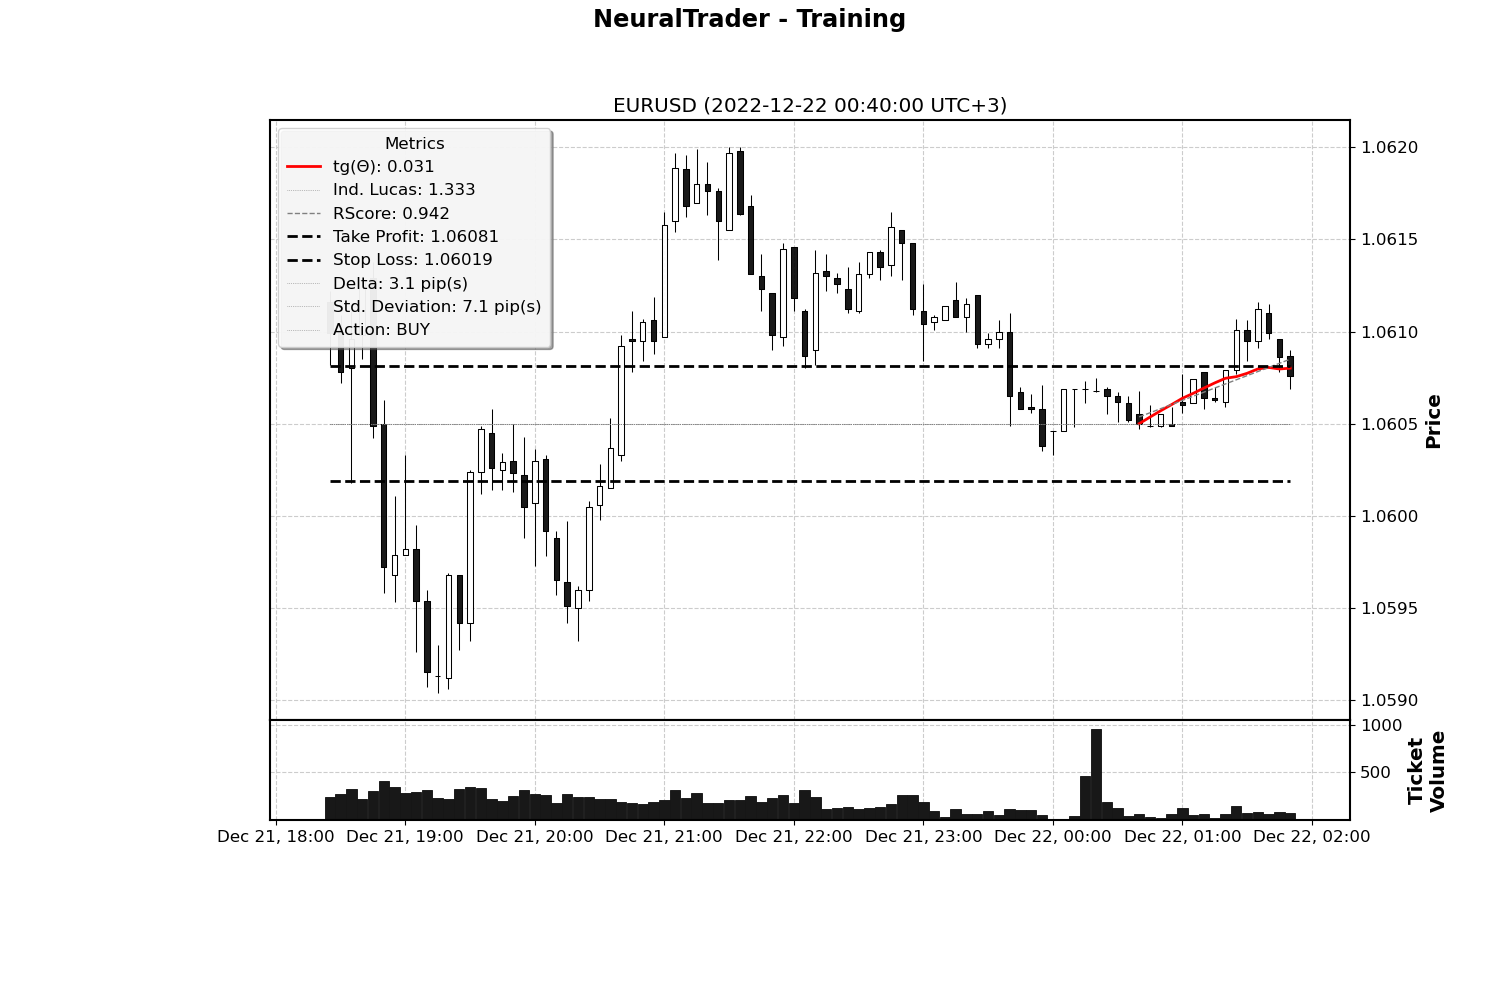 NeuralTrader - Training
EURUSD (2022-12-22 00:40:00 UTC+3)
Metrics
tg(Θ): 0.031
Ind. Lucas: 1.333
RScore: 0.942
Take Profit: 1.06081
Stop Loss: 1.06019
Delta: 3.1 pip(s)
Std. Deviation: 7.1 pip(s)
Action: BUY
1.0620
1.0615
1.0610
1.0605
1.0600
1.0595
1.0590
Price
1000
500
Ticket
Volume
Dec 21, 18:00
Dec 21, 19:00
Dec 21, 20:00
Dec 21, 21:00
Dec 21, 22:00
Dec 21, 23:00
Dec 22, 00:00
Dec 22, 01:00
Dec 22, 02:00